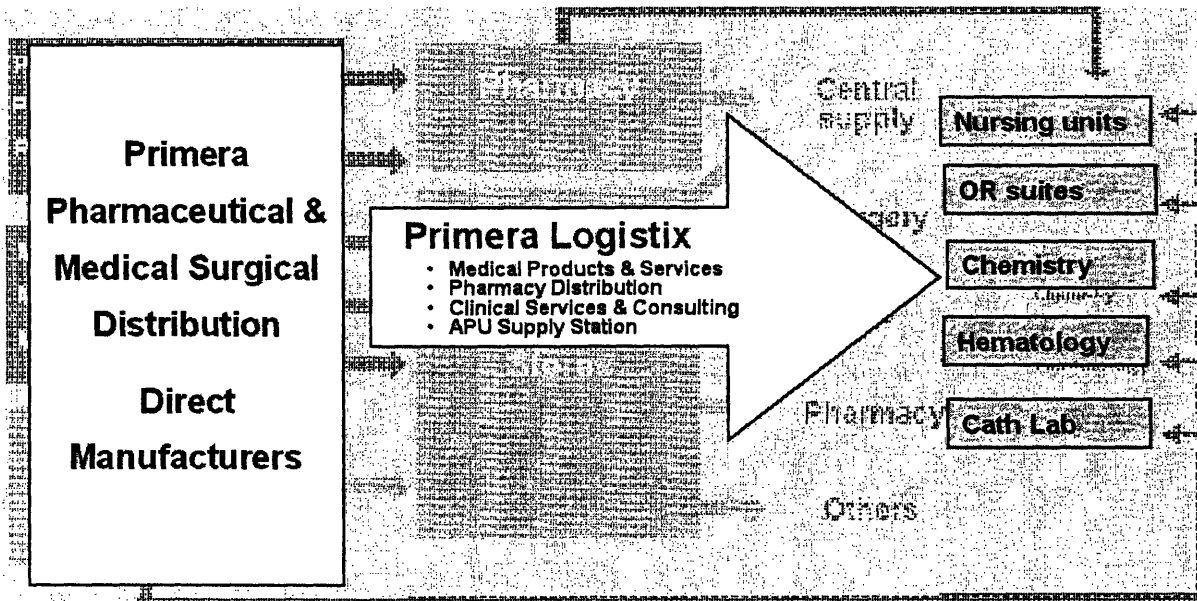 Primera
Pharmaceutical &
Medical Surgical
Distribution
Direct
Manufacturers
Pharmacy
Primera Logistix
• Medical Products & Services
• Pharmacy Distribution
• Clinical Services & Consulting
• APU Supply Station
Central
supply
Pharmacy
Others
Nursing units
OR suites
Chemistry
Hematology
Cath Lab